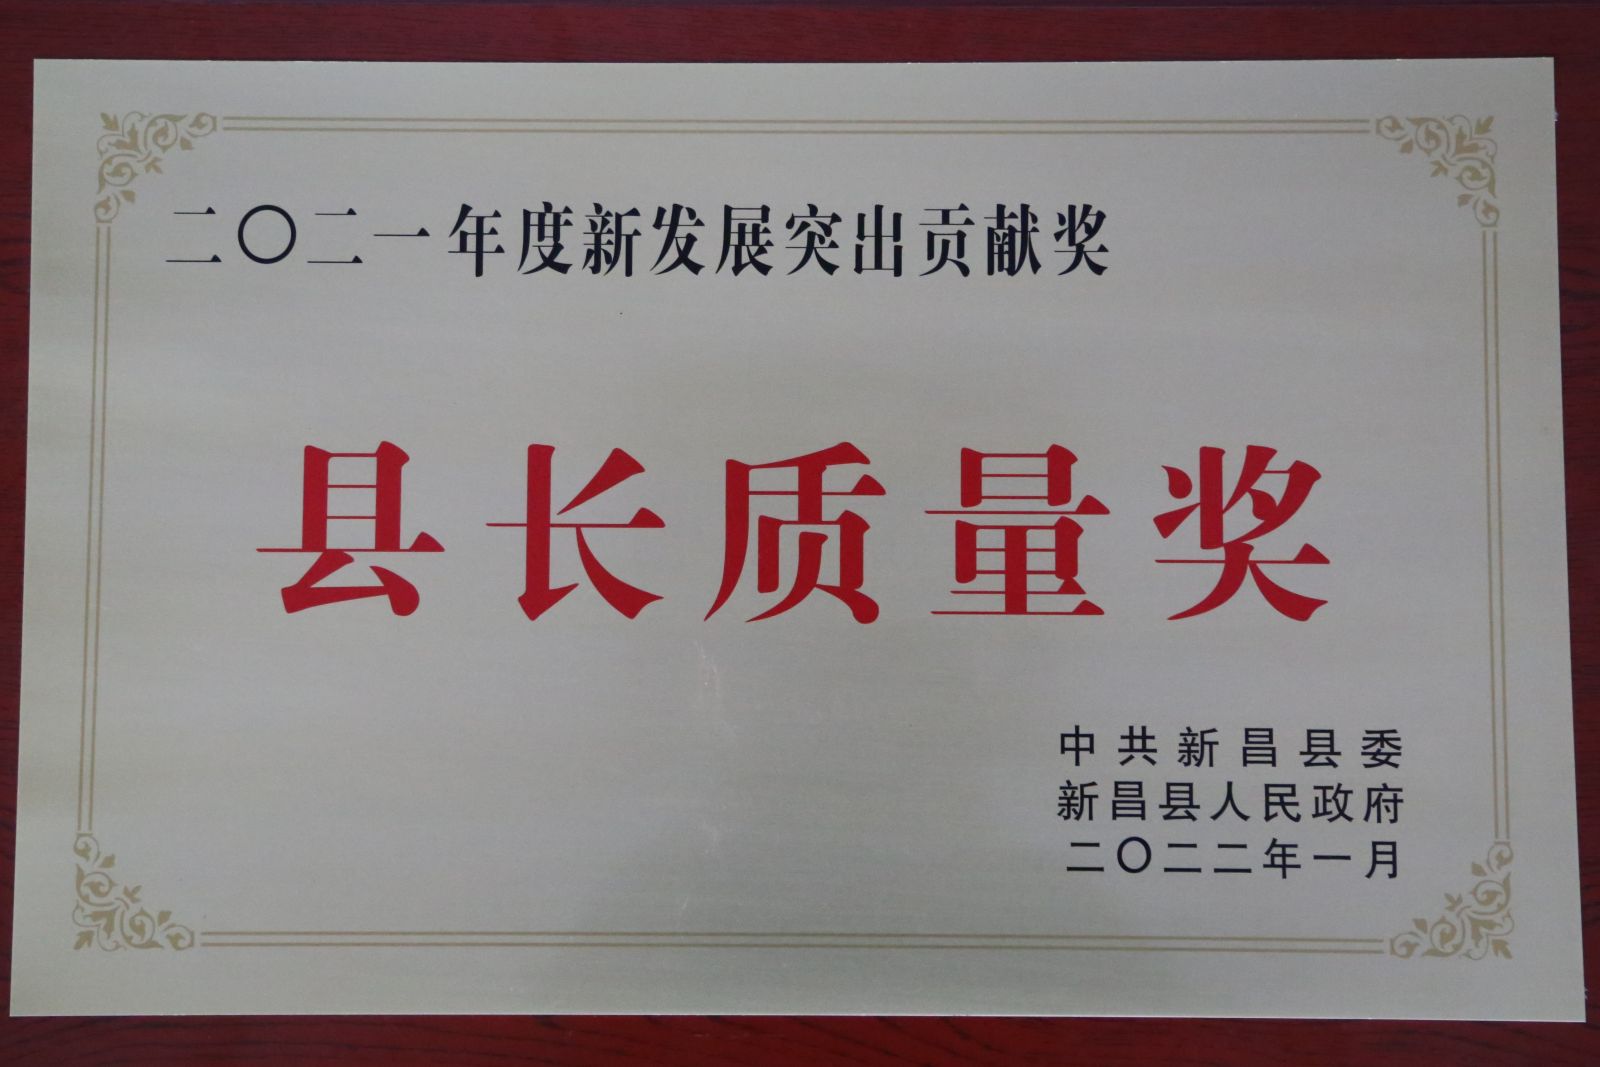 二〇二一年度新发展突出贡献奖
县长质量奖
中共新昌县委
新昌县人民政府
二〇二二年一月